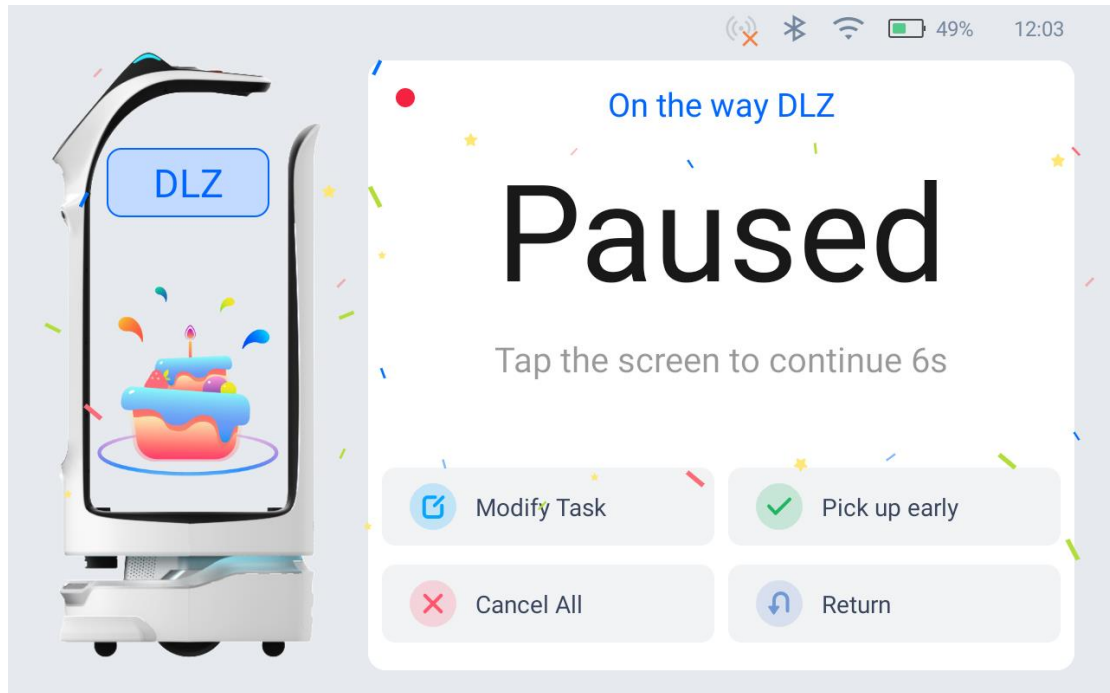 49% 12:03
DLZ
On the way DLZ
Paused
Tap the screen to continue 6s
Modify Task
Pick up early
Cancel All
Return